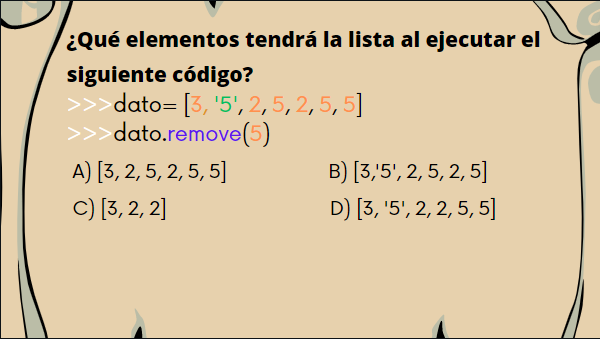 ¿Qué elementos tendrá la lista al ejecutar el
siguiente código?
>>>dato= [3, '5', 2, 5, 2, 5, 5]
>>>dato.remove(5)
A) [3, 2, 5, 2, 5, 5]
B) [3,'5', 2, 5, 2, 5]
C) [3, 2, 2]
D) [3, '5', 2, 2, 5, 5]